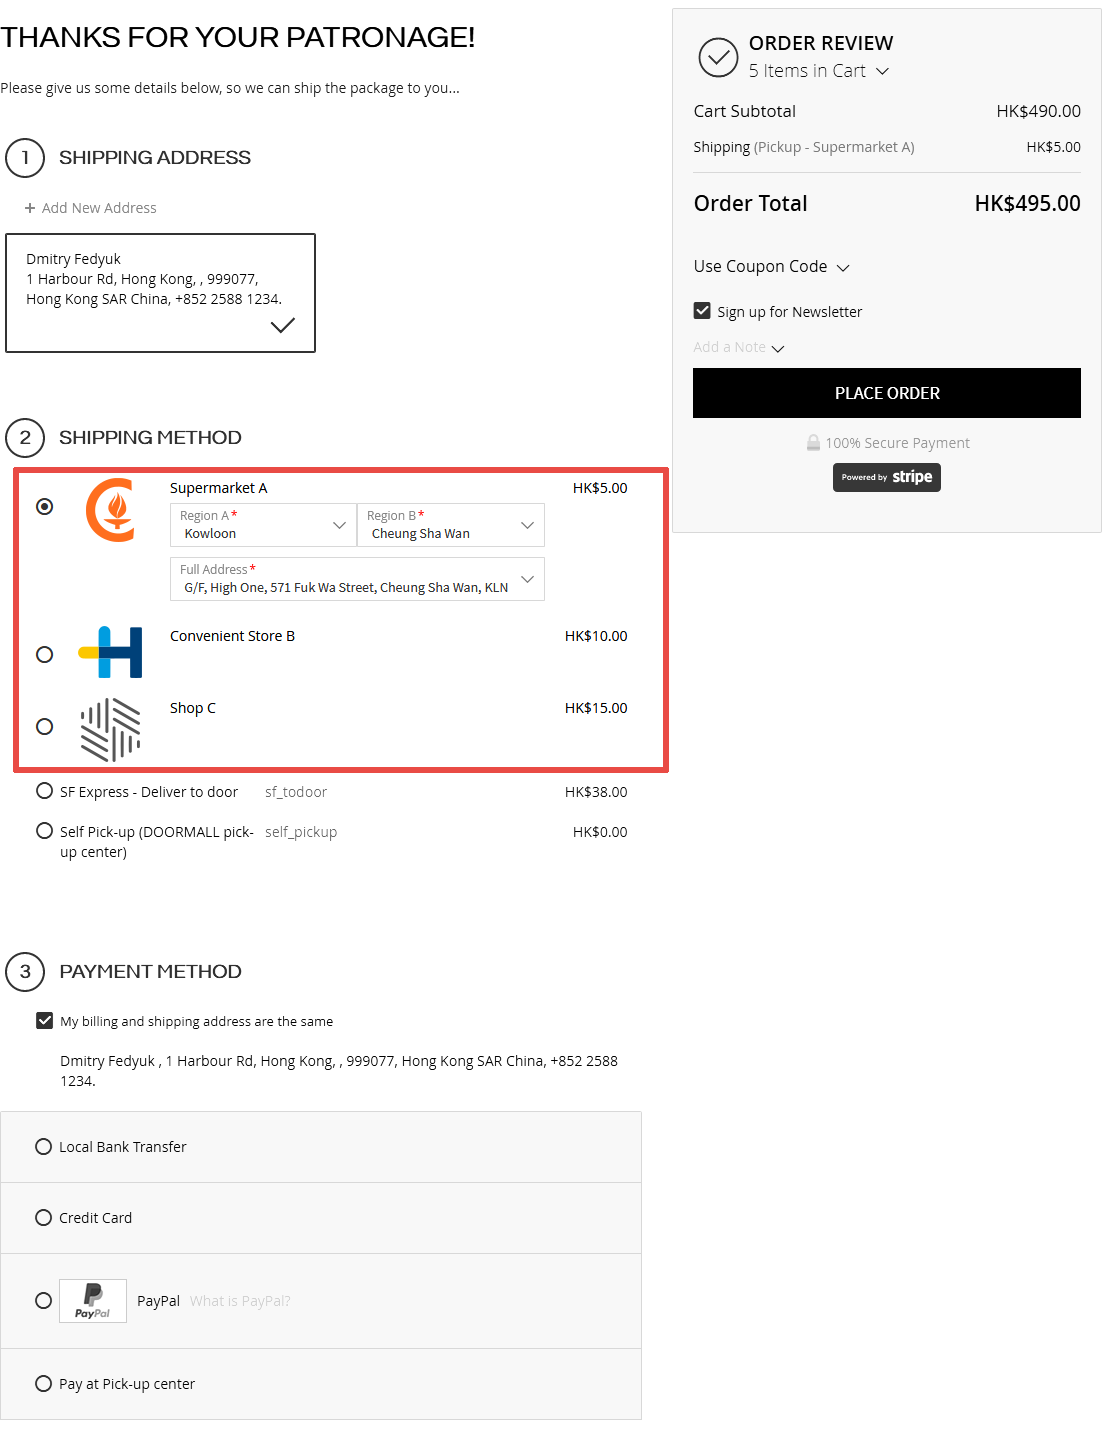 THANKS FOR YOUR PATRONAGE!
Please give us some details below, so we can ship the package to you...
1 SHIPPING ADDRESS
+ Add New Address
Dmitry Fedyuk
1 Harbour Rd, Hong Kong, , 999077,
Hong Kong SAR China, +852 2588 1234.
2 SHIPPING METHOD
Supermarket A HK$5.00
Region A* Region B*
Kowloon Cheung Sha Wan
Full Address*
G/F, High One, 571 Fuk Wa Street, Cheung Sha Wan, KLN
Convenient Store B HK$10.00
Shop C HK$15.00
SF Express - Deliver to door sf_todoor HK$38.00
Self Pick-up (DOORMALL pick- self_pickup HK$0.00
up center)
3 PAYMENT METHOD
My billing and shipping address are the same
Dmitry Fedyuk , 1 Harbour Rd, Hong Kong, , 999077, Hong Kong SAR China, +852 2588
1234.
Local Bank Transfer
Credit Card
PayPal PayPal What is PayPal?
Pay at Pick-up center
ORDER REVIEW
5 Items in Cart
Cart Subtotal HK$490.00
Shipping (Pickup - Supermarket A) HK$5.00
Order Total HK$495.00
Use Coupon Code
Sign up for Newsletter
Add a Note
PLACE ORDER
100% Secure Payment
Powered by stripe